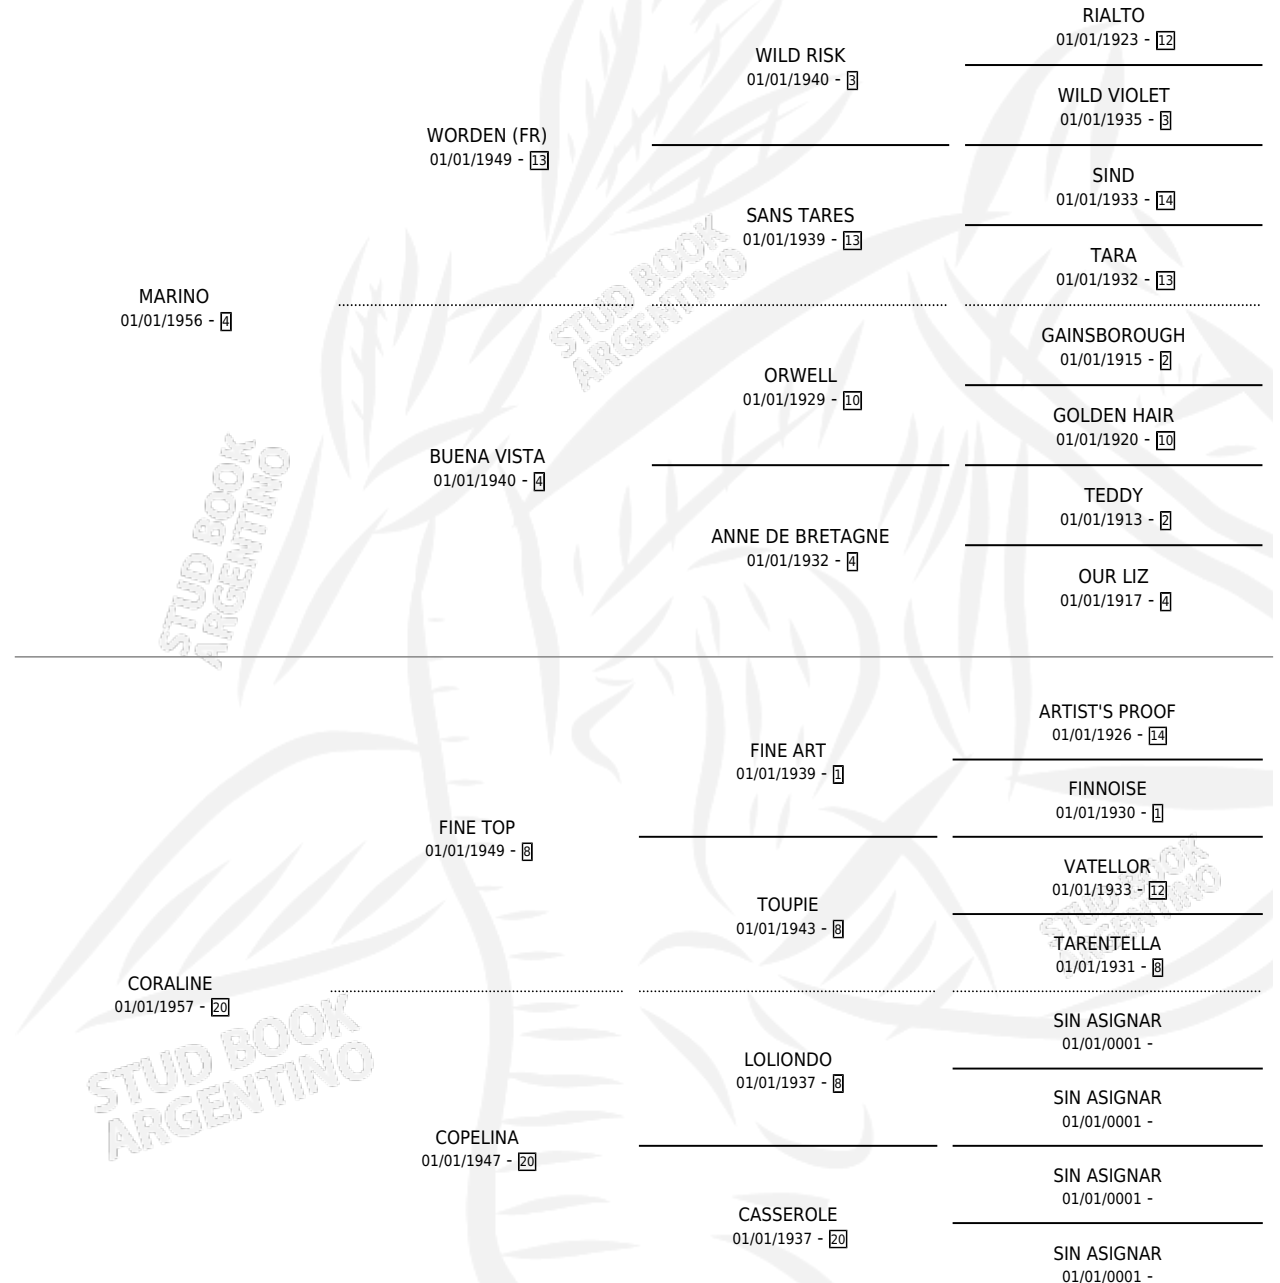 RIALTO
01/01/1923 - 12
WILD RISK
01/01/1940 - 3
WILD VIOLET
01/01/1935 - 3
WORDEN (FR)
01/01/1949 - 13
SIND
01/01/1933 - 14
SANS TARES
01/01/1939 - 13
TARA
01/01/1932 - 13
MARINO
01/01/1956 - 4
GAINSBOROUGH
01/01/1915 - 2
ORWELL
01/01/1929 - 10
GOLDEN HAIR
01/01/1920 - 10
BUENA VISTA
01/01/1940 - 4
TEDDY
01/01/1913 - 2
ANNE DE BRETAGNE
01/01/1932 - 4
OUR LIZ
01/01/1917 - 4
STUD BOOK
ARGENTINO
STUD BOOK
ARGENTINO
ARTIST'S PROOF
01/01/1926 - 14
FINE ART
01/01/1939 - 1
FINNOISE
01/01/1930 - 1
FINE TOP
01/01/1949 - 8
VATELLOR
01/01/1933 - 12
TOUPIE
01/01/1943 - 8
TARENTELLA
01/01/1931 - 8
CORALINE
01/01/1957 - 20
SIN ASIGNAR
01/01/0001 -
LOLIONDO
01/01/1937 - 8
SIN ASIGNAR
01/01/0001 -
COPELINA
01/01/1947 - 20
SIN ASIGNAR
01/01/0001 -
CASSEROLE
01/01/1937 - 20
SIN ASIGNAR
01/01/0001 -
STUD BOOK
ARGENTINO
STUD BOOK
ARGENTINO